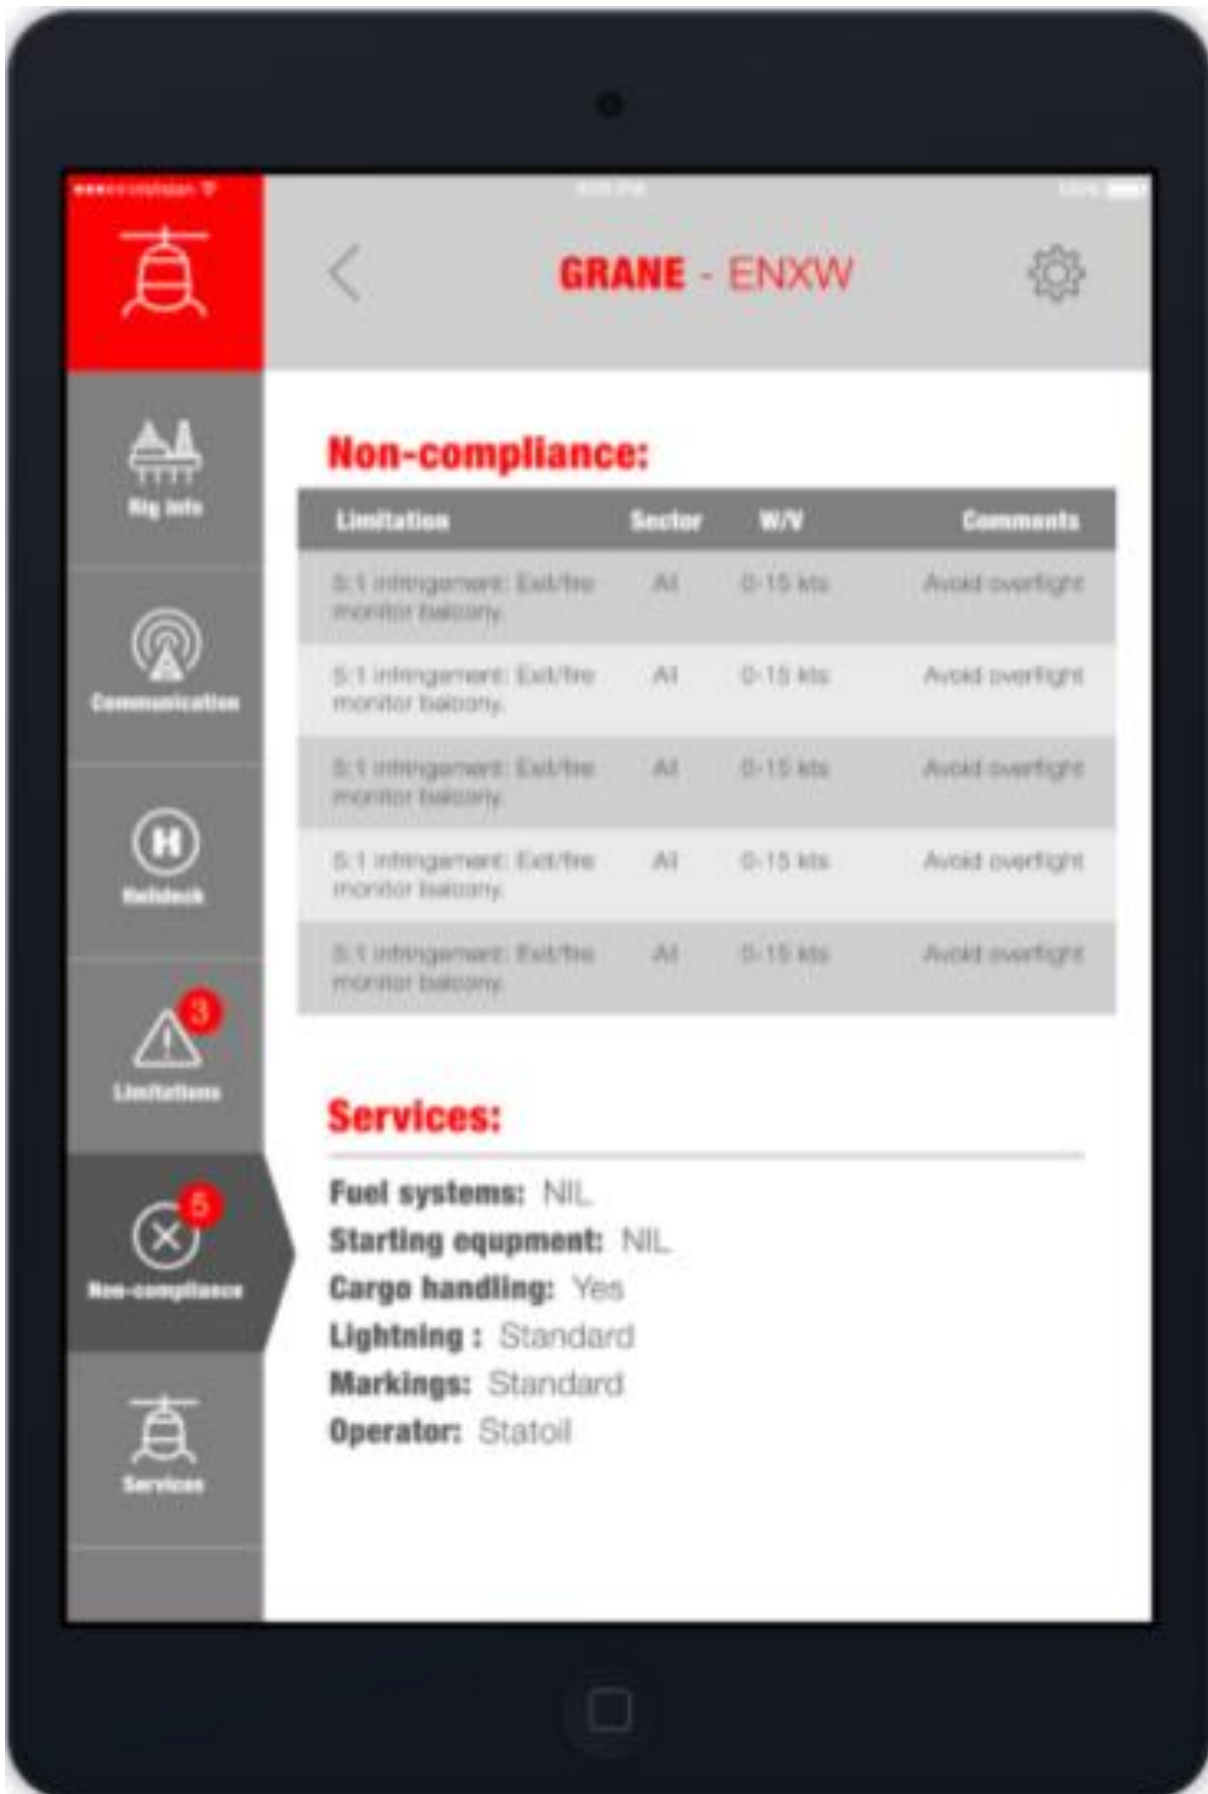 GRANE - ENXW
Rig info
Communication
H
Helideck
3
Limitations
5
Non-compliance
Services
Non-compliance:
Limitation Sector W/V Comments
5:1 infringement: Exit/fire All 0-15 kts Avoid overflight
monitor balcony.
5:1 infringement: Exit/fire All 0-15 kts Avoid overflight
monitor balcony.
5:1 infringement: Exit/fire All 0-15 kts Avoid overflight
monitor balcony.
5:1 infringement: Exit/fire All 0-15 kts Avoid overflight
monitor balcony.
5:1 infringement: Exit/fire All 0-15 kts Avoid overflight
monitor balcony.
Services:
Fuel systems: NIL
Starting equpment: NIL
Cargo handling: Yes
Lightning : Standard
Markings: Standard
Operator: Statoil